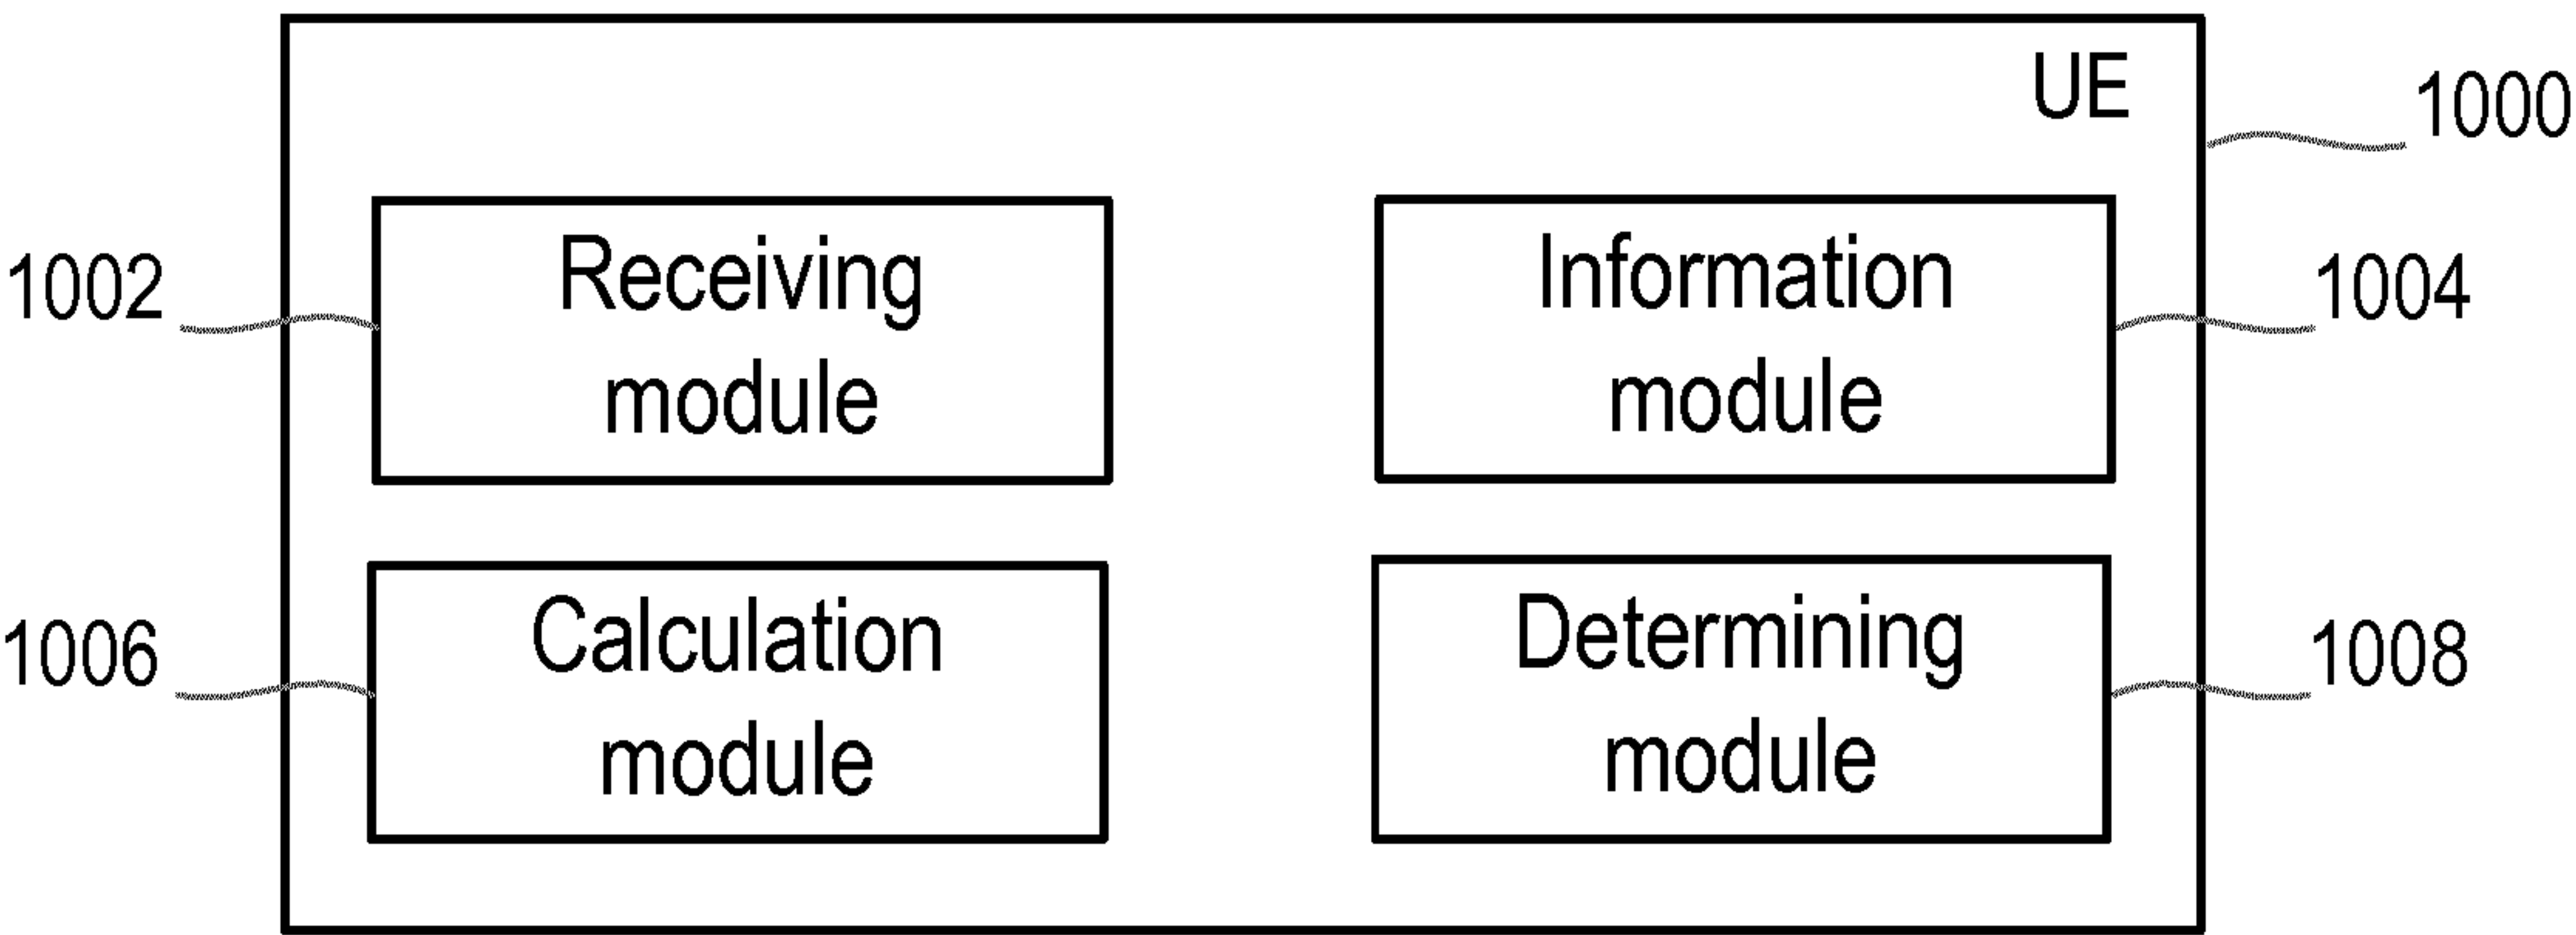 UE
1000
Receiving
module
1002
Information
module
1004
Calculation
module
1006
Determining
module
1008